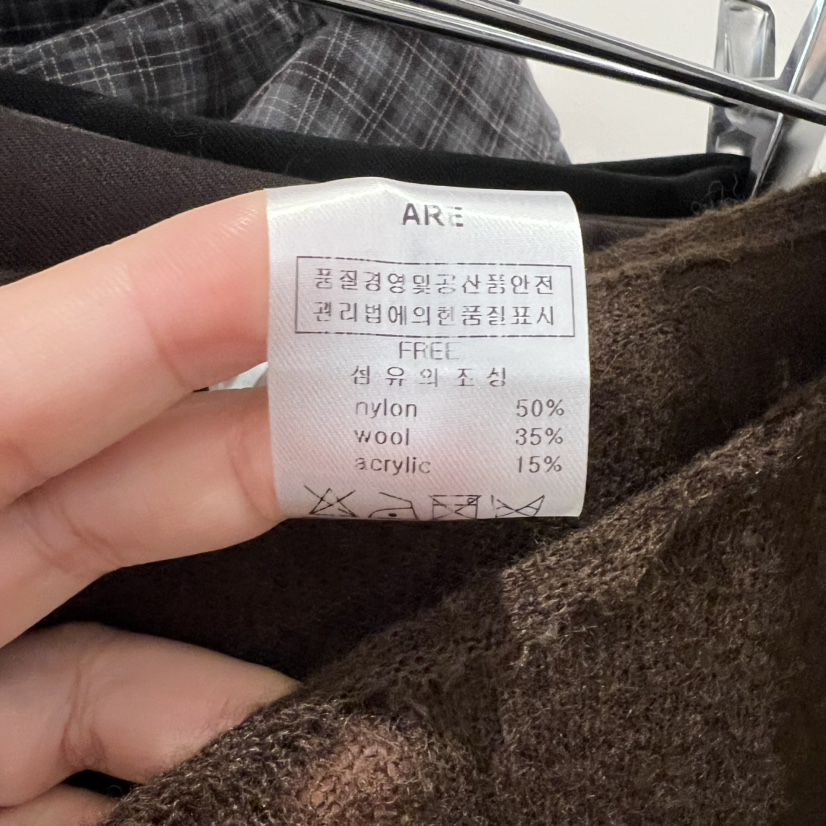 ARE
품질경영및공산품안전
관리법에의한품질표시
FREE
섬유의조성
nylon 50%
wool 35%
acrylic 15%